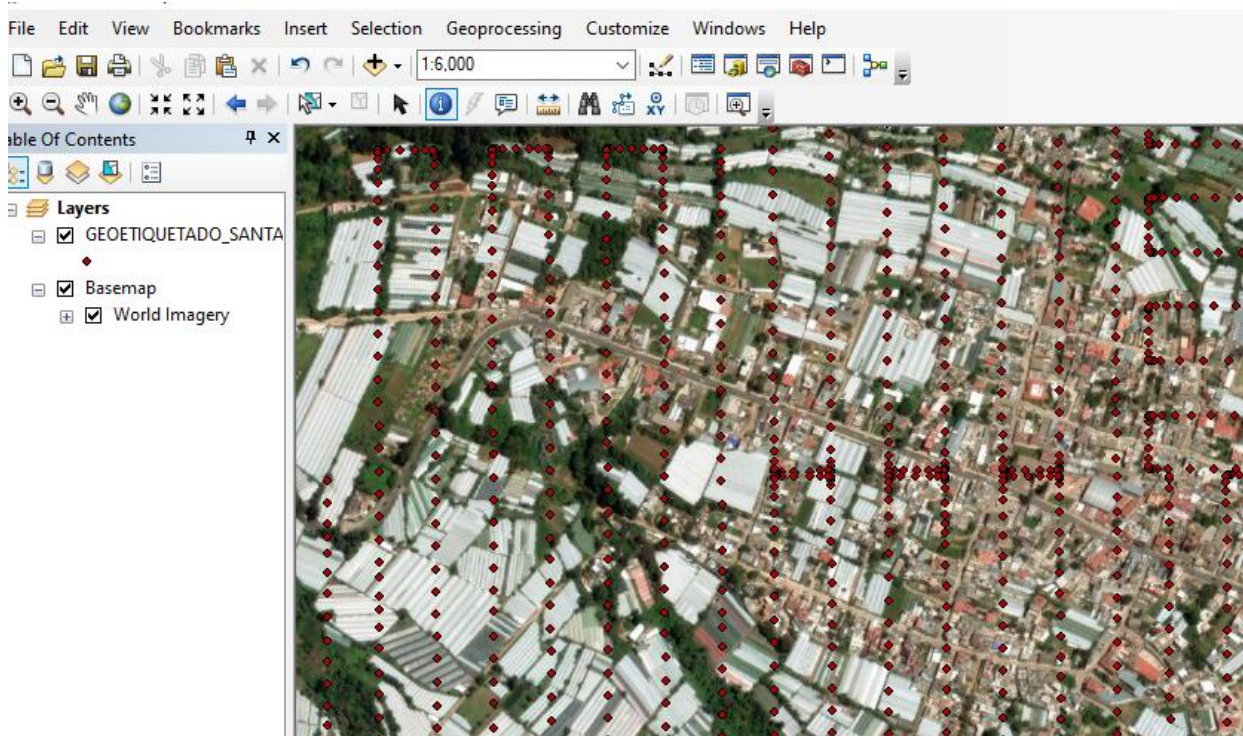 File Edit View Bookmarks Insert Selection Geoprocessing Customize Windows Help
1:6,000
XY
able Of Contents
Layers
GEOETIQUETADO_SANTA
Basemap
World Imagery